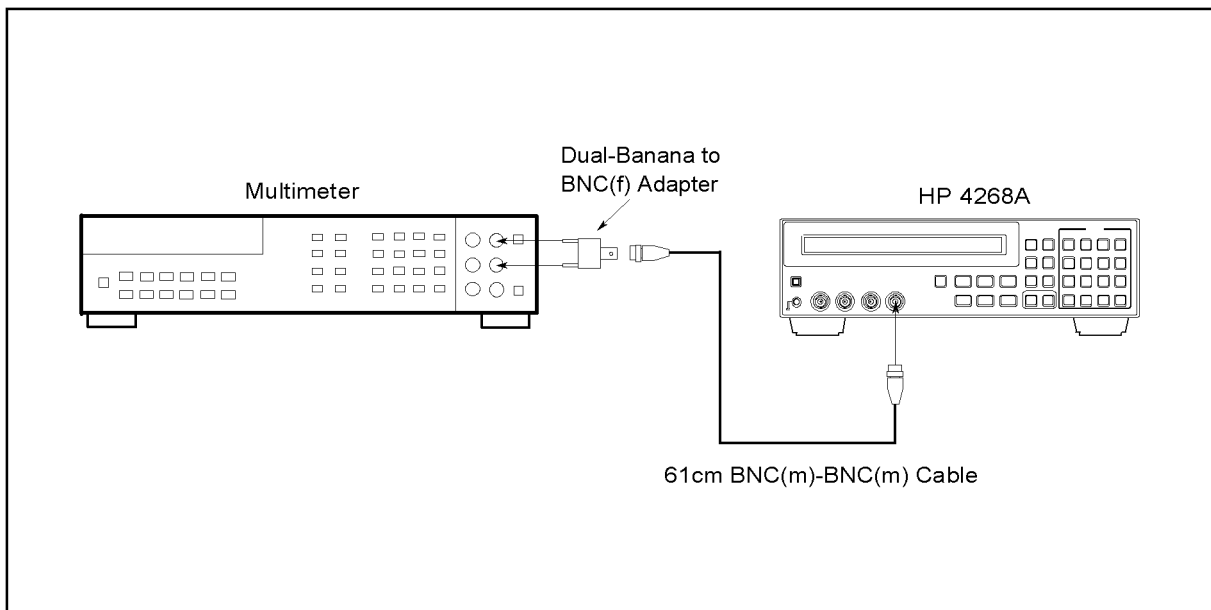 Dual-Banana to
BNC(f) Adapter
Multimeter
HP 4268A
61cm BNC(m)-BNC(m) Cable